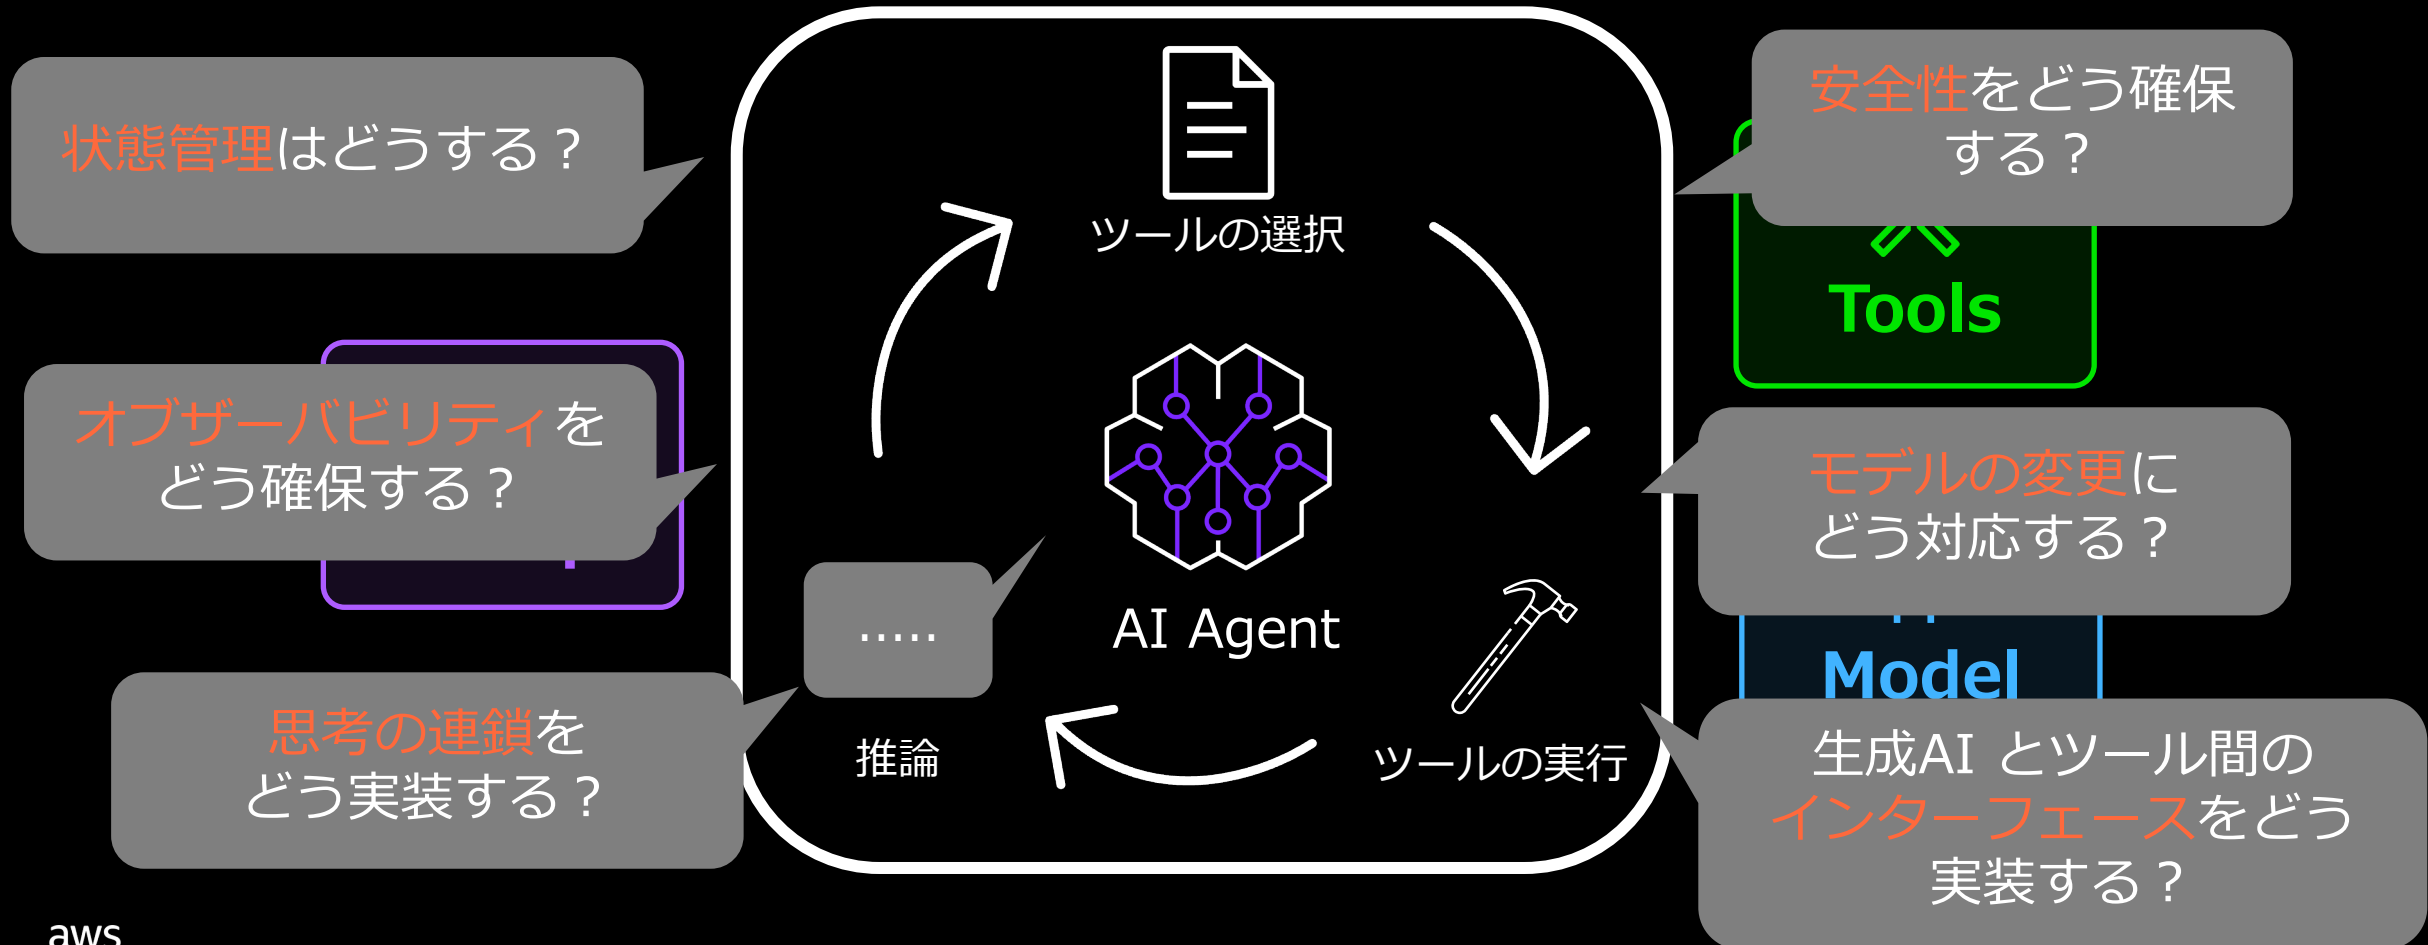 状態管理はどうする？
オブザーバビリティを
どう確保する？
思考の連鎖を
どう実装する？
ツールの選択
AI Agent
.....
推論
ツールの実行
安全性をどう確保
する？
Tools
モデルの変更に
どう対応する？
Model
生成AI とツール間の
インターフェースをどう
実装する？
aws